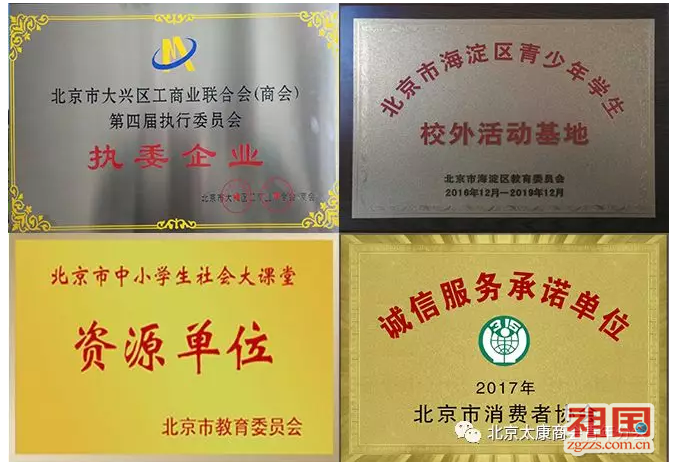 北京市大兴区工商业联合会(商会)
第四届执行委员会
执委企业
北京市海淀区青少年学生
校外活动基地
北京市海淀区教育委员会
2016年12月—2019年12月
北京市中小学生社会大课堂
资源单位
北京市教育委员会
诚信服务承诺单位
315
2017年
北京市消费者协会
北京太康商
祖国
zgzzs.com.cn